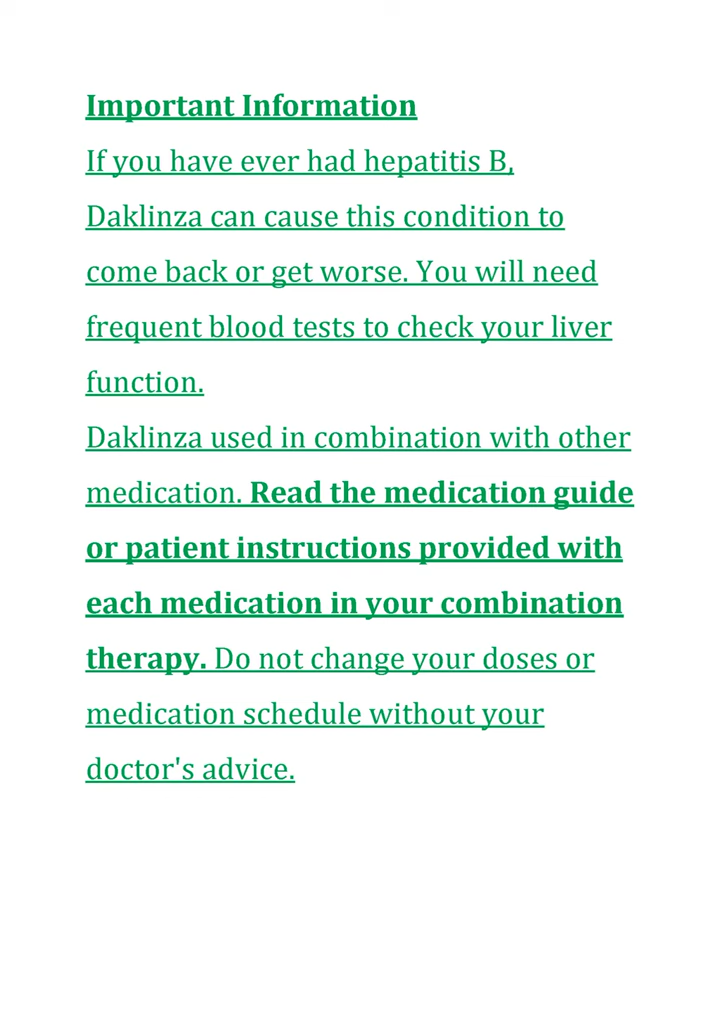 Important Information
If you have ever had hepatitis B,
Daklinza can cause this condition to
come back or get worse. You will need
frequent blood tests to check your liver
function.
Daklinza used in combination with other
medication. Read the medication guide
or patient instructions provided with
each medication in your combination
therapy. Do not change your doses or
medication schedule without your
doctor's advice.